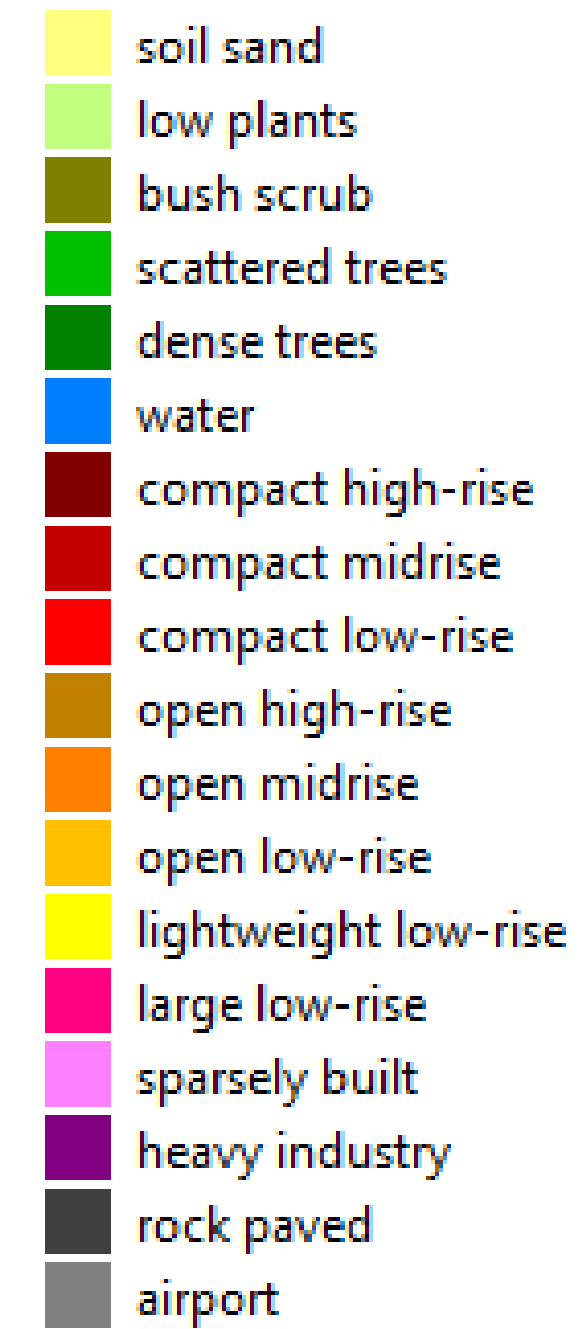 soil sand
low plants
bush scrub
scattered trees
dense trees
water
compact high-rise
compact midrise
compact low-rise
open high-rise
open midrise
open low-rise
lightweight low-rise
large low-rise
sparsely built
heavy industry
rock paved
airport